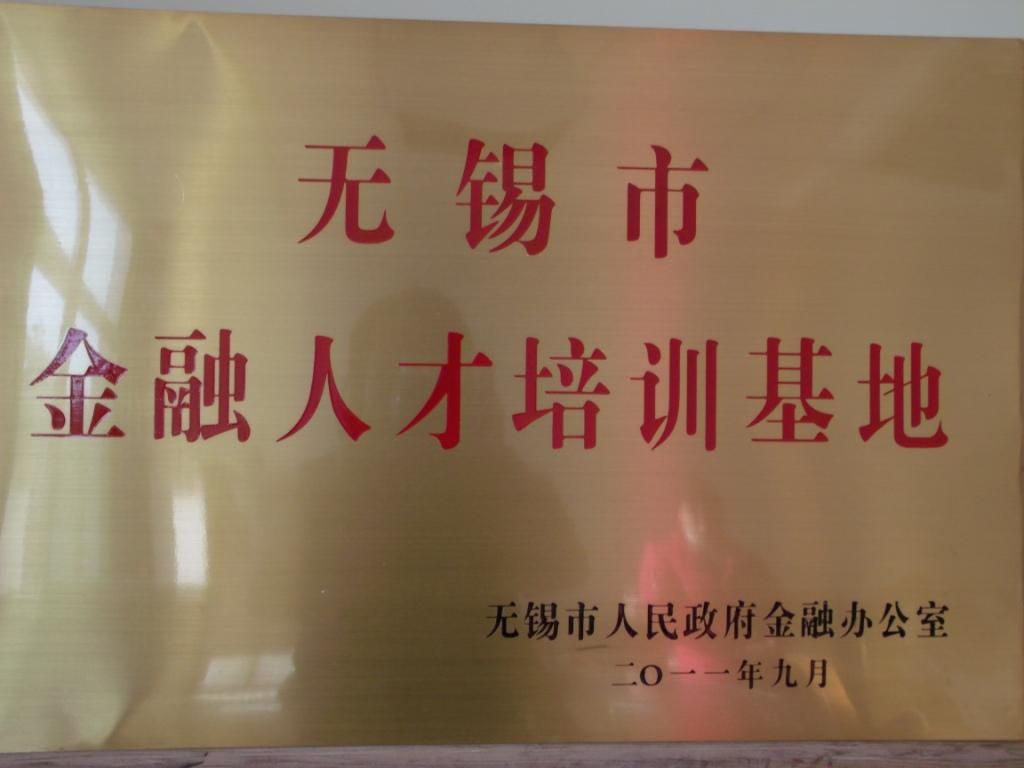 无锡市
金融人才培训基地
无锡市人民政府金融办公室
二〇一一年九月